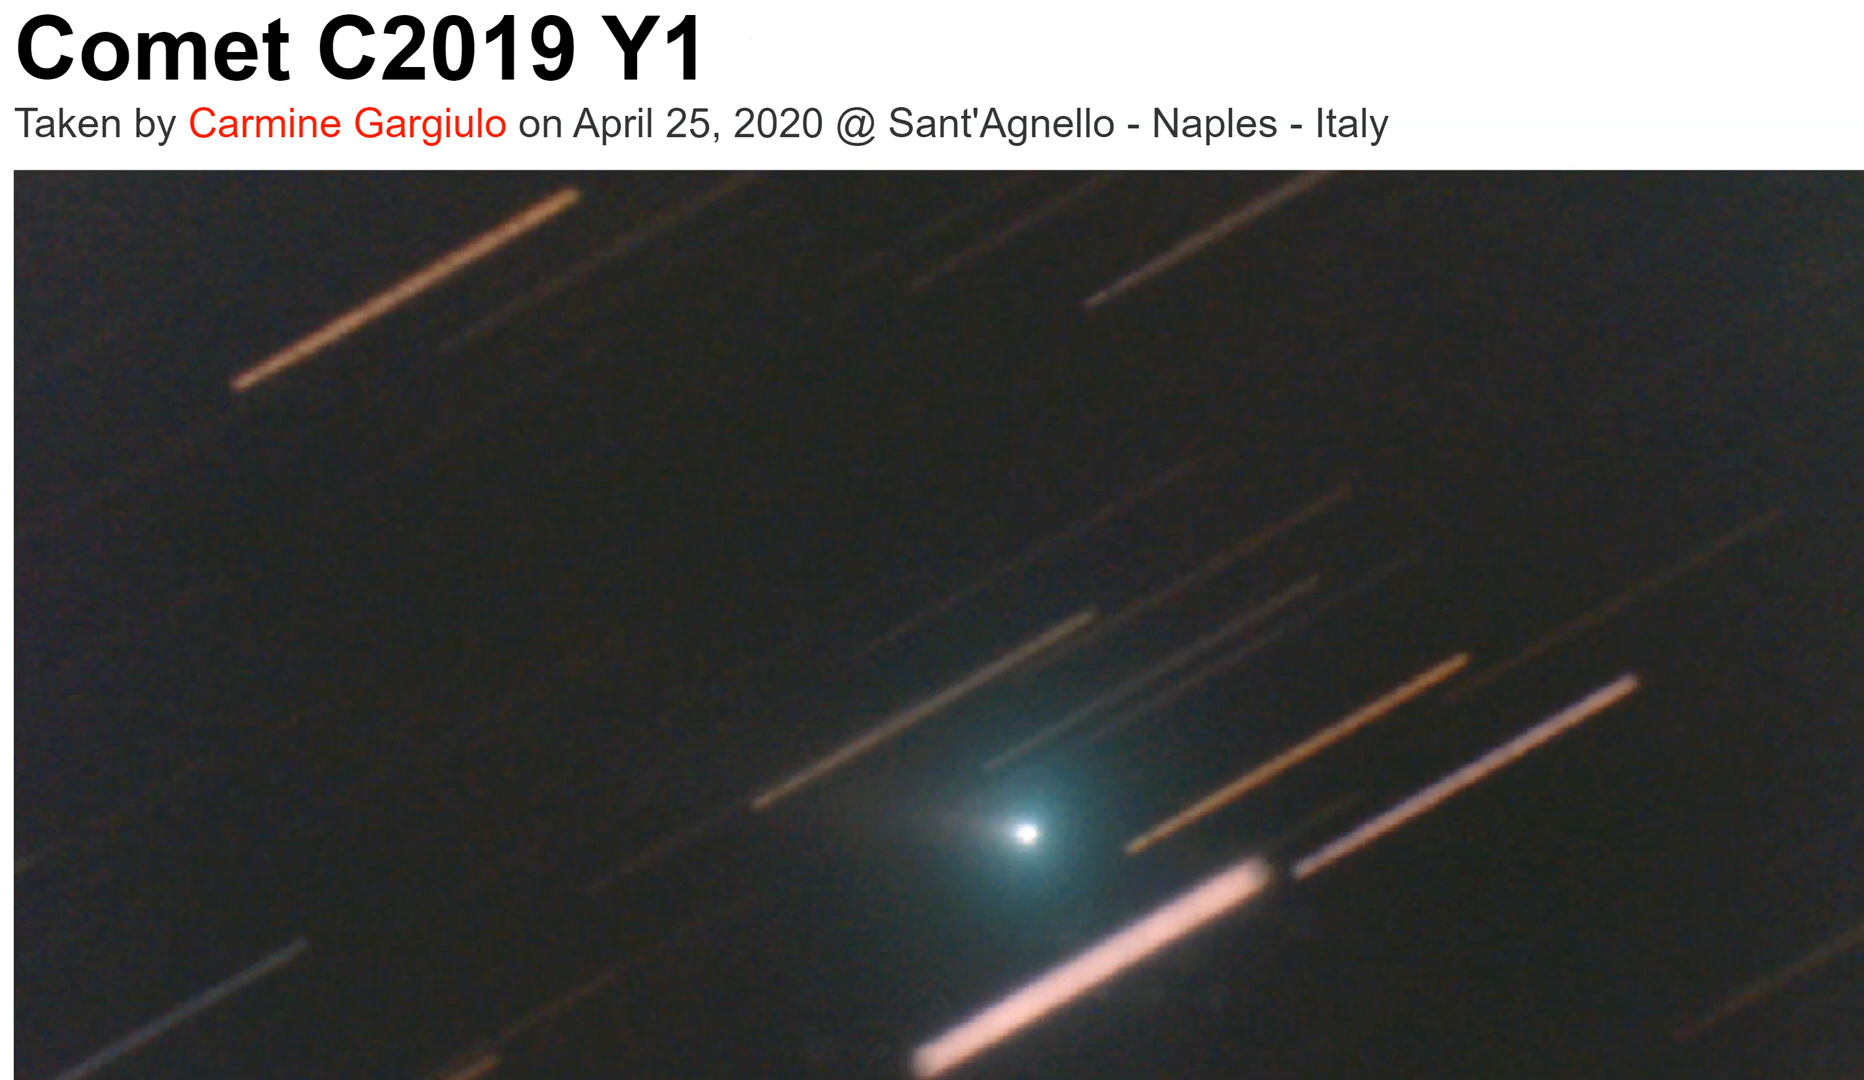 Comet C2019 Y1
Taken by Carmine Gargiulo on April 25, 2020 @ Sant'Agnello - Naples - Italy